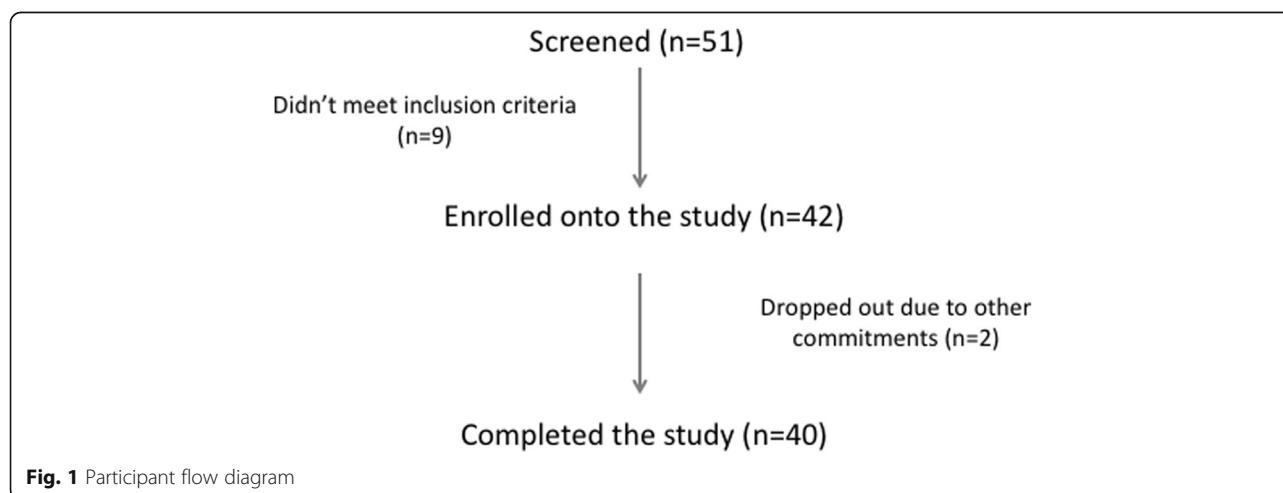 Screened (n=51)
Didn't meet inclusion criteria
(n=9)
Enrolled onto the study (n=42)
Dropped out due to other
commitments (n=2)
Completed the study (n=40)
Fig. 1 Participant flow diagram